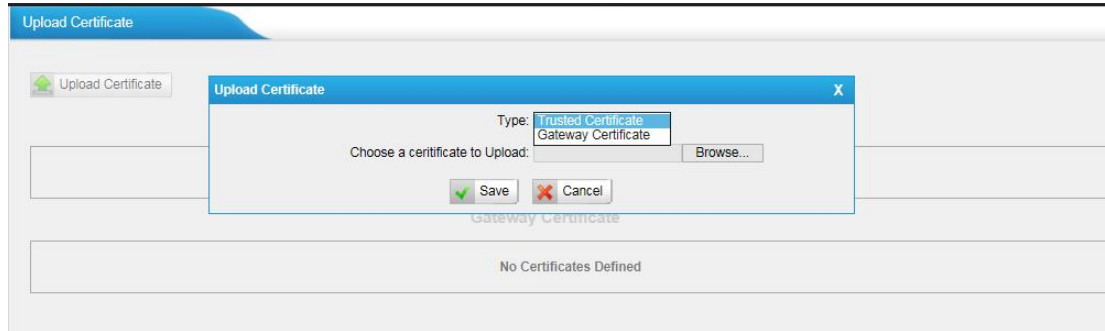 Upload Certificate
Upload Certificate
Upload Certificate X
Type: Trusted Certificate
Gateway Certificate
Choose a ceritificate to Upload: Browse...
Save Cancel
Gateway Certificate
No Certificates Defined